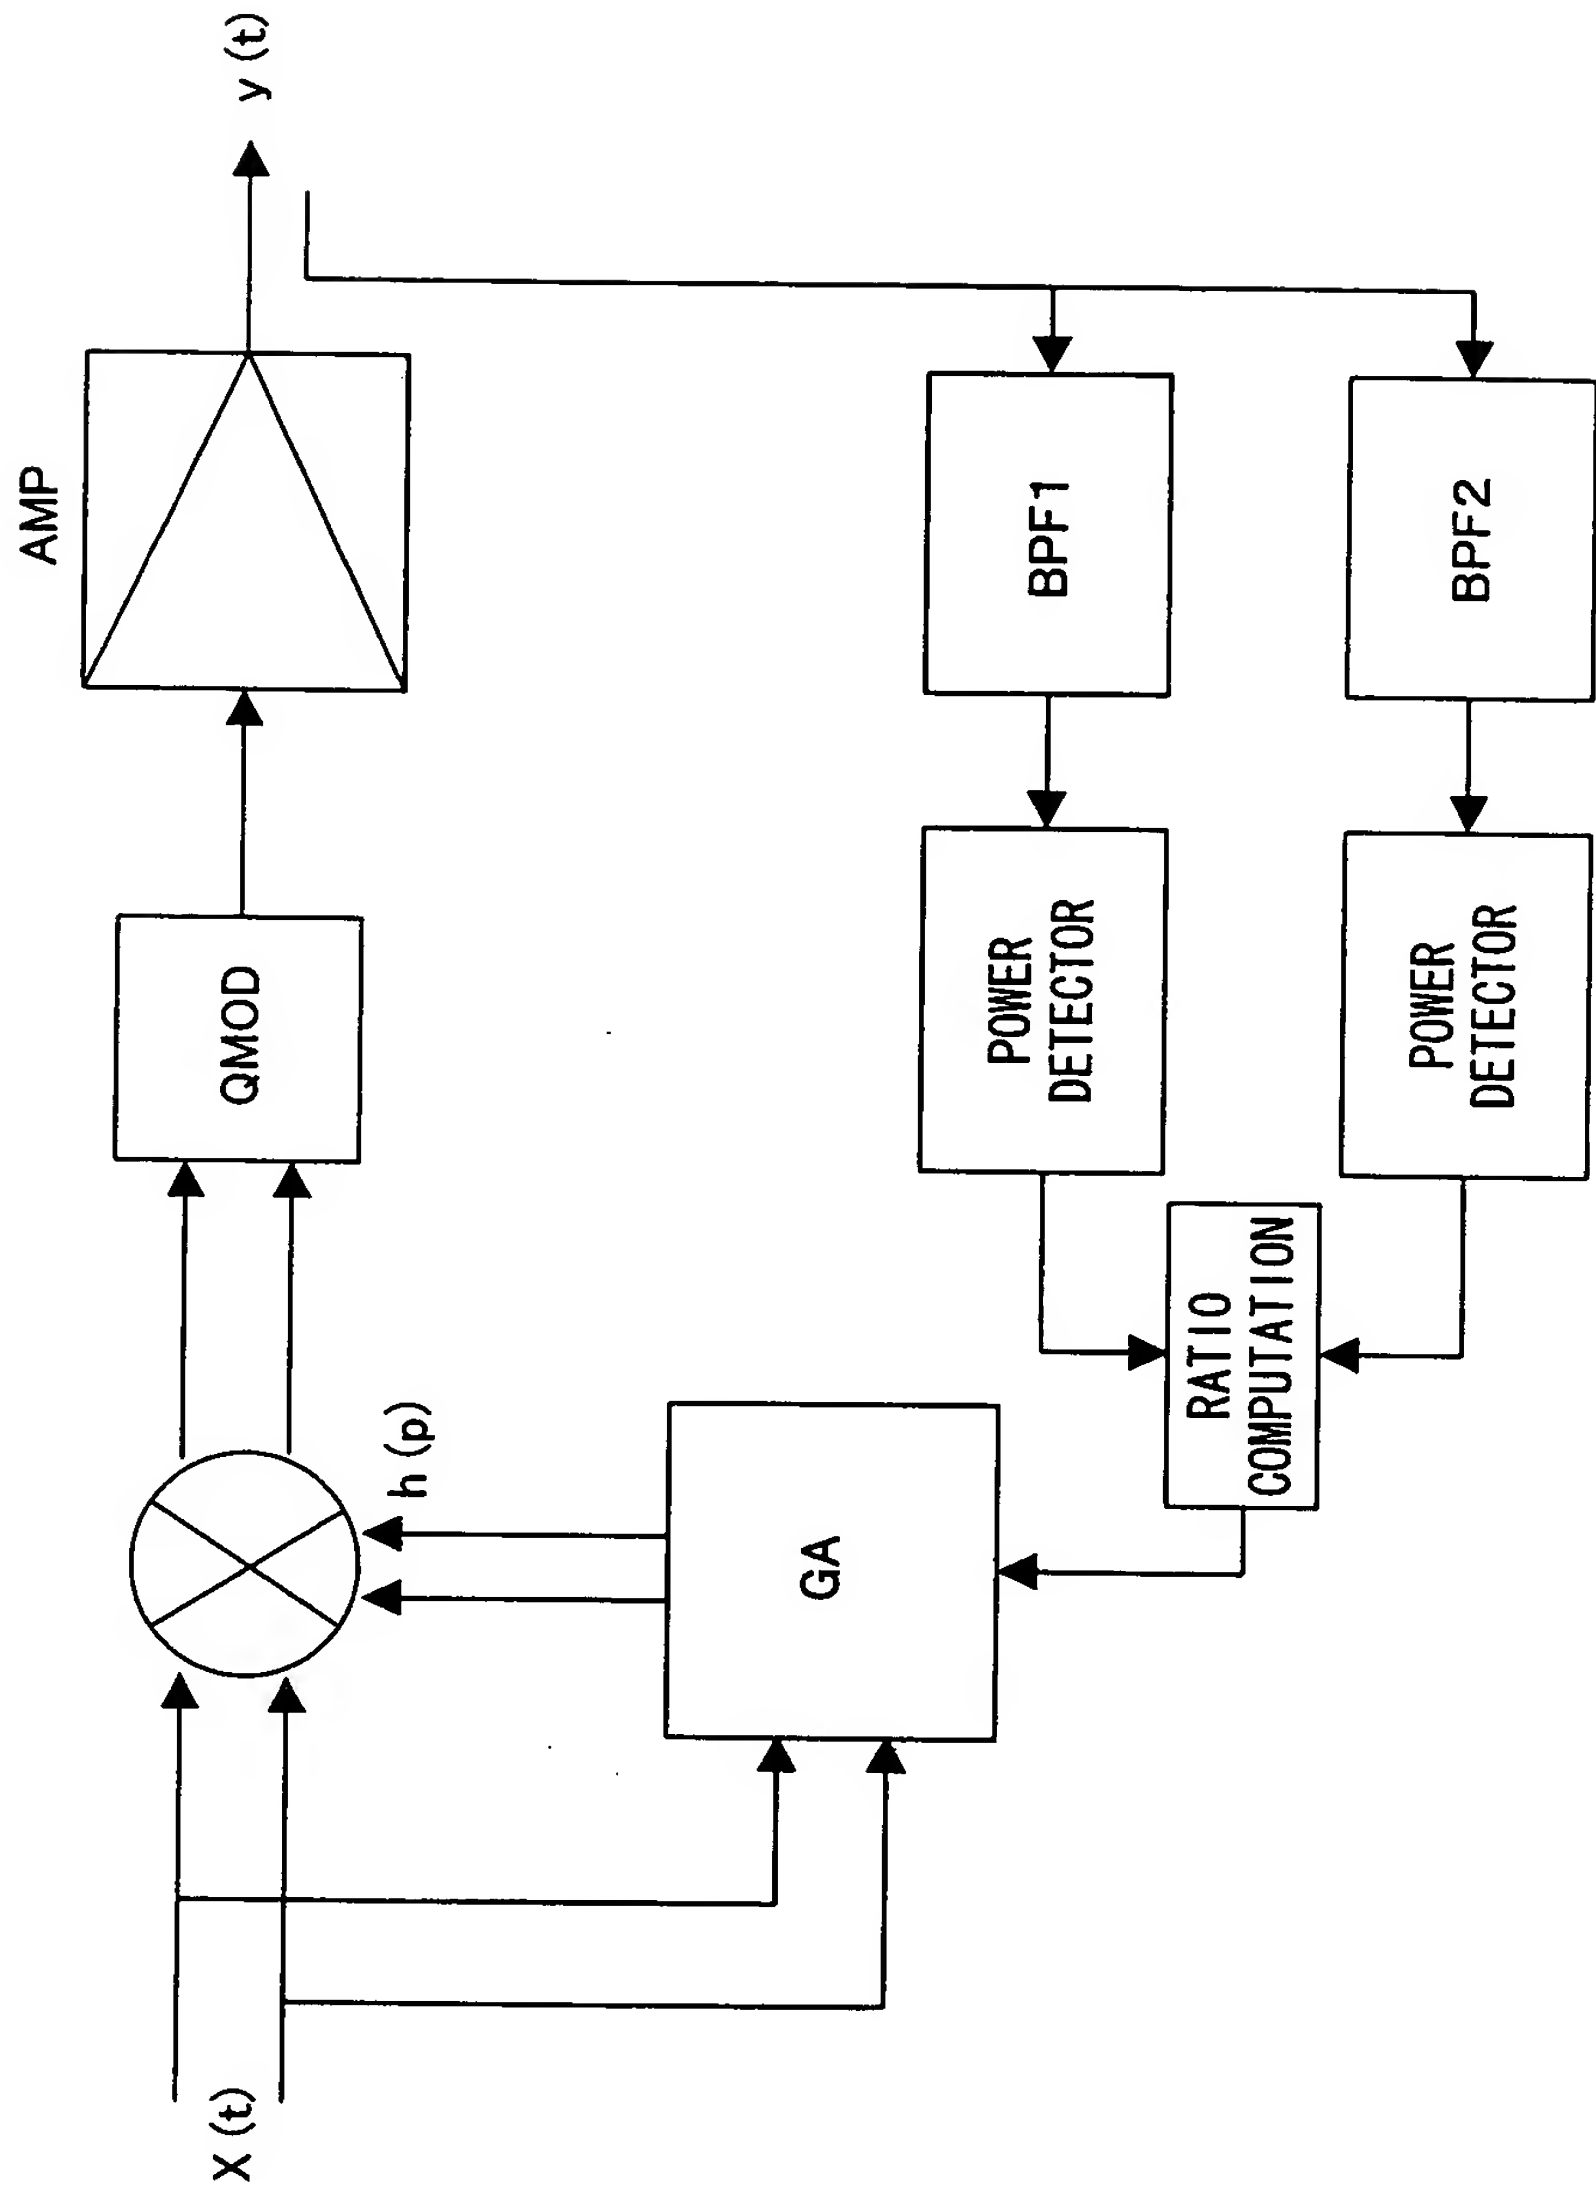 X (t)
QMOD
AMP
y (t)
h (p)
GA
RATIO
COMPUTATION
POWER
DETECTOR
BPF1
POWER
DETECTOR
BPF2